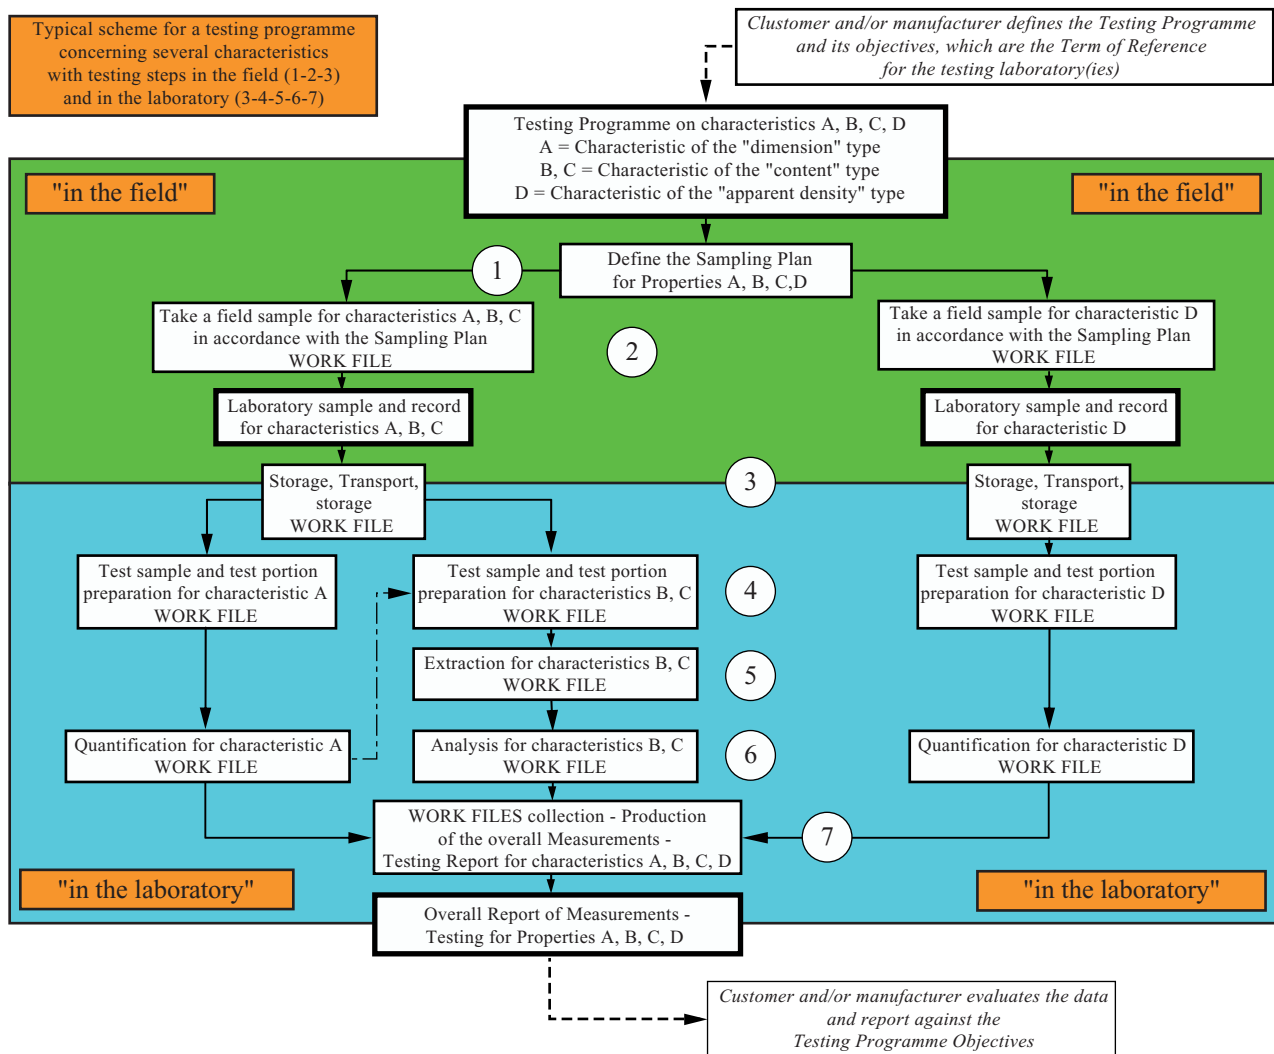 Typical scheme for a testing programme
concerning several characteristics
with testing steps in the field (1-2-3)
and in the laboratory (3-4-5-6-7)
Clustomer and/or manufacturer defines the Testing Programme
and its objectives, which are the Term of Reference
for the testing laboratory(ies)
Testing Programme on characteristics A, B, C, D
A = Characteristic of the "dimension" type
B, C = Characteristic of the "content" type
D = Characteristic of the "apparent density" type
"in the field"
"in the field"
1
Define the Sampling Plan
for Properties A, B, C,D
Take a field sample for characteristics A, B, C
in accordance with the Sampling Plan
WORK FILE
2
Take a field sample for characteristic D
in accordance with the Sampling Plan
WORK FILE
Laboratory sample and record
for characteristics A, B, C
Laboratory sample and record
for characteristic D
Storage, Transport,
storage
WORK FILE
3
Storage, Transport,
storage
WORK FILE
Test sample and test portion
preparation for characteristic A
WORK FILE
Test sample and test portion
preparation for characteristics B, C
WORK FILE
4
Test sample and test portion
preparation for characteristic D
WORK FILE
Extraction for characteristics B, C
WORK FILE
5
Quantification for characteristic A
WORK FILE
Analysis for characteristics B, C
WORK FILE
6
Quantification for characteristic D
WORK FILE
WORK FILES collection - Production
of the overall Measurements -
Testing Report for characteristics A, B, C, D
7
"in the laboratory"
"in the laboratory"
Overall Report of Measurements -
Testing for Properties A, B, C, D
Customer and/or manufacturer evaluates the data
and report against the
Testing Programme Objectives